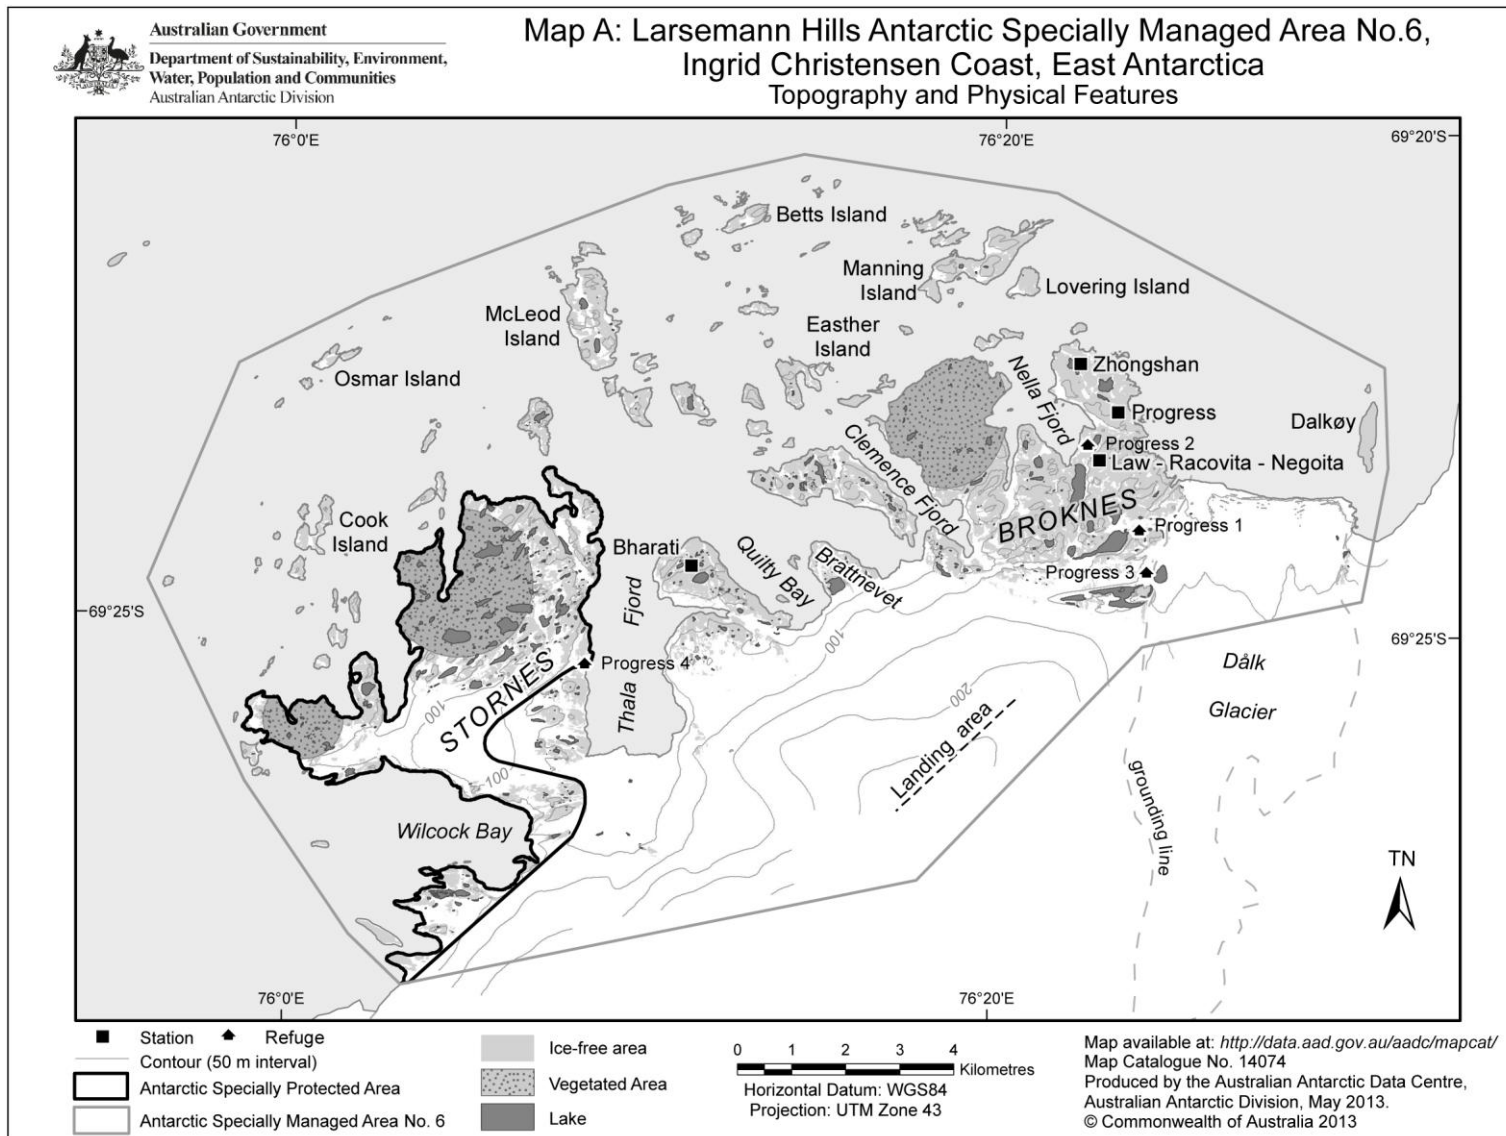 Australian Government
Department of Sustainability, Environment,
Water, Population and Communities
Australian Antarctic Division
Map A: Larsemann Hills Antarctic Specially Managed Area No.6,
Ingrid Christensen Coast, East Antarctica
Topography and Physical Features
76°0'E
76°20'E
69°20'S
Betts Island
Manning
Island
Lovering Island
McLeod
Island
Easther
Island
Osmar Island
Nella Fjord
Zhongshan
Progress
Dalkøy
Progress 2
Law - Racovita - Negoita
Clemence Fjord
BROKNES
Cook
Island
Progress 1
Bharati
Quilty Bay
Brattnevet
Progress 3
69°25'S
Thala Fjord
100
69°25'S
Progress 4
STORNES
Dålk
Glacier
200
100
Landing area
100
grounding line
Wilcock Bay
TN
76°0'E
76°20'E
Station
Refuge
Contour (50 m interval)
Antarctic Specially Protected Area
Antarctic Specially Managed Area No. 6
Ice-free area
Vegetated Area
Lake
0 1 2 3 4
Kilometres
Horizontal Datum: WGS84
Projection: UTM Zone 43
Map available at: http://data.aad.gov.au/aadc/mapcat/
Map Catalogue No. 14074
Produced by the Australian Antarctic Data Centre,
Australian Antarctic Division, May 2013.
© Commonwealth of Australia 2013